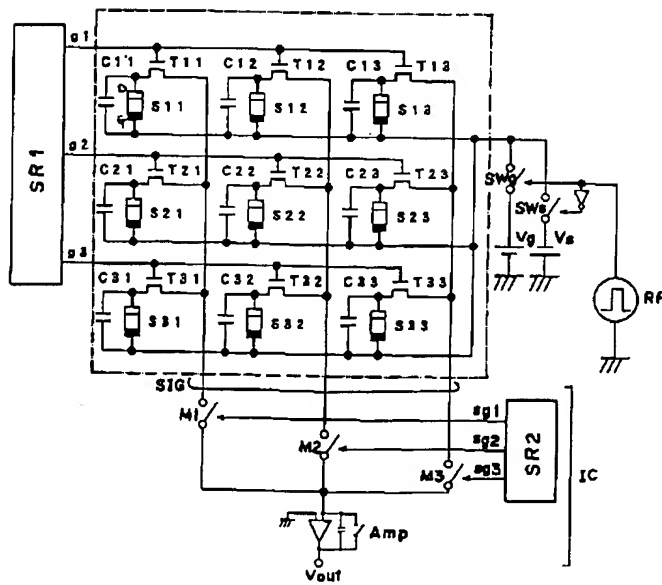 g1
C11 T11 C12 T12 C13 T13
D
G
S11 S12 S13
SR1
g2
C21 T21 C22 T22 C23 T23
S21 S22 S23
SWg
SWs
Vg Vs
g3
C31 T31 C32 T32 C33 T33
RF
S31 S32 S33
SIG
M1 sg1
M2 sg2
M3 sg3
SR2
IC
Amp
Vout